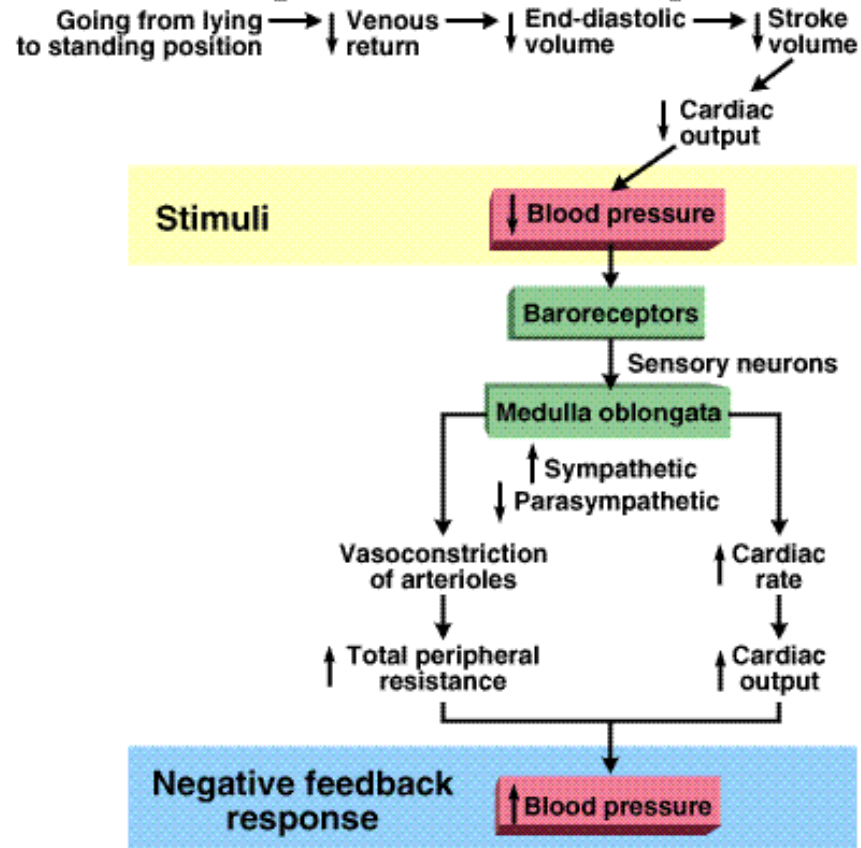 Going from lying
to standing position
↓ Venous
return
↓ End-diastolic
volume
↓ Stroke
volume
↓ Cardiac
output
Stimuli
↓ Blood pressure
Baroreceptors
Sensory neurons
Medulla oblongata
↑ Sympathetic
↓ Parasympathetic
Vasoconstriction
of arterioles
↑ Cardiac
rate
↑ Total peripheral
resistance
↑ Cardiac
output
Negative feedback
response
↑ Blood pressure